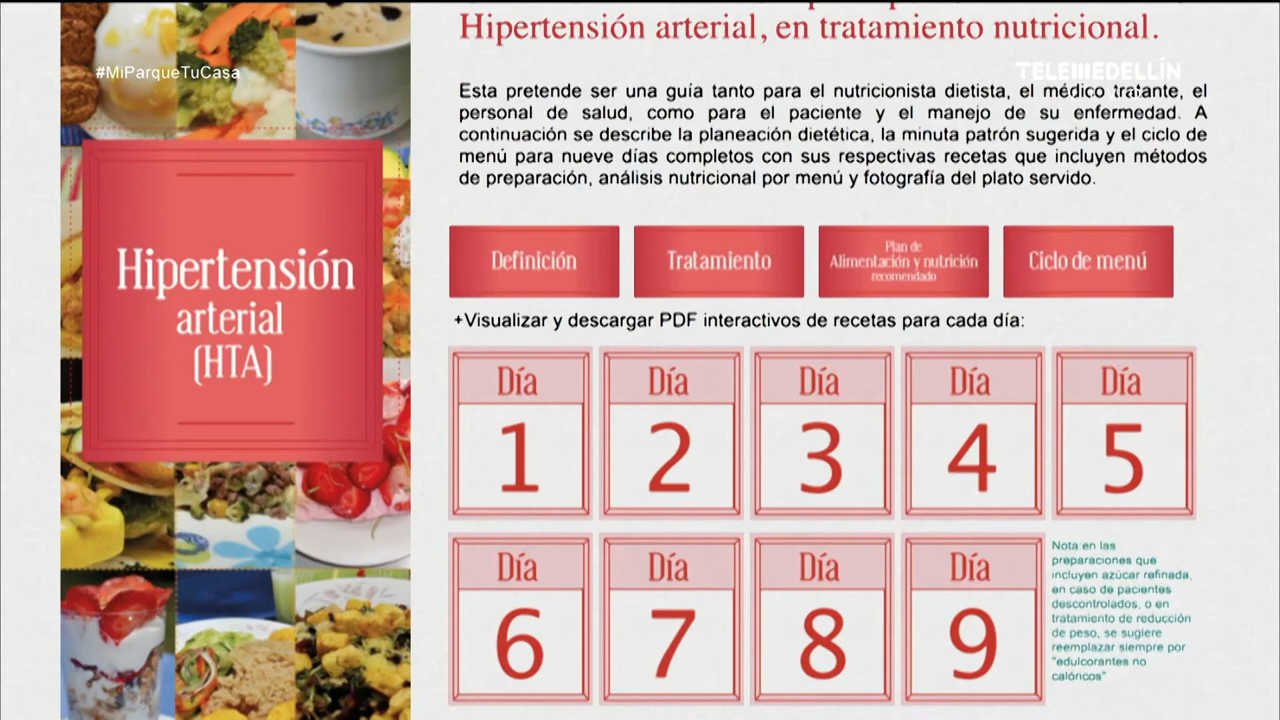 Hipertensión arterial, en tratamiento nutricional.
#MiParqueTuCasa
TELEMEDELLÍN
Esta pretende ser una guía tanto para el nutricionista dietista, el médico tratante, el
personal de salud, como para el paciente y el manejo de su enfermedad. A
continuación se describe la planeación dietética, la minuta patrón sugerida y el ciclo de
menú para nueve días completos con sus respectivas recetas que incluyen métodos
de preparación, análisis nutricional por menú y fotografía del plato servido.
Hipertensión
arterial
(HTA)
Definición
Tratamiento
Plan de
Alimentación y nutrición
recomendado
Ciclo de menú
+Visualizar y descargar PDF interactivos de recetas para cada día:
Día
1
Día
2
Día
3
Día
4
Día
5
Día
6
Día
7
Día
8
Día
9
Nota:en las
preparaciones que
incluyen azúcar refinada,
en caso de pacientes
descontrolados, o en
tratamiento de reducción
de peso, se sugiere
reemplazar siempre por
"edulcorantes no
calóricos"